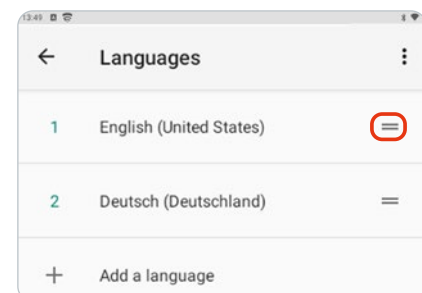 13:49
Languages
1 English (United States)
2 Deutsch (Deutschland)
Add a language